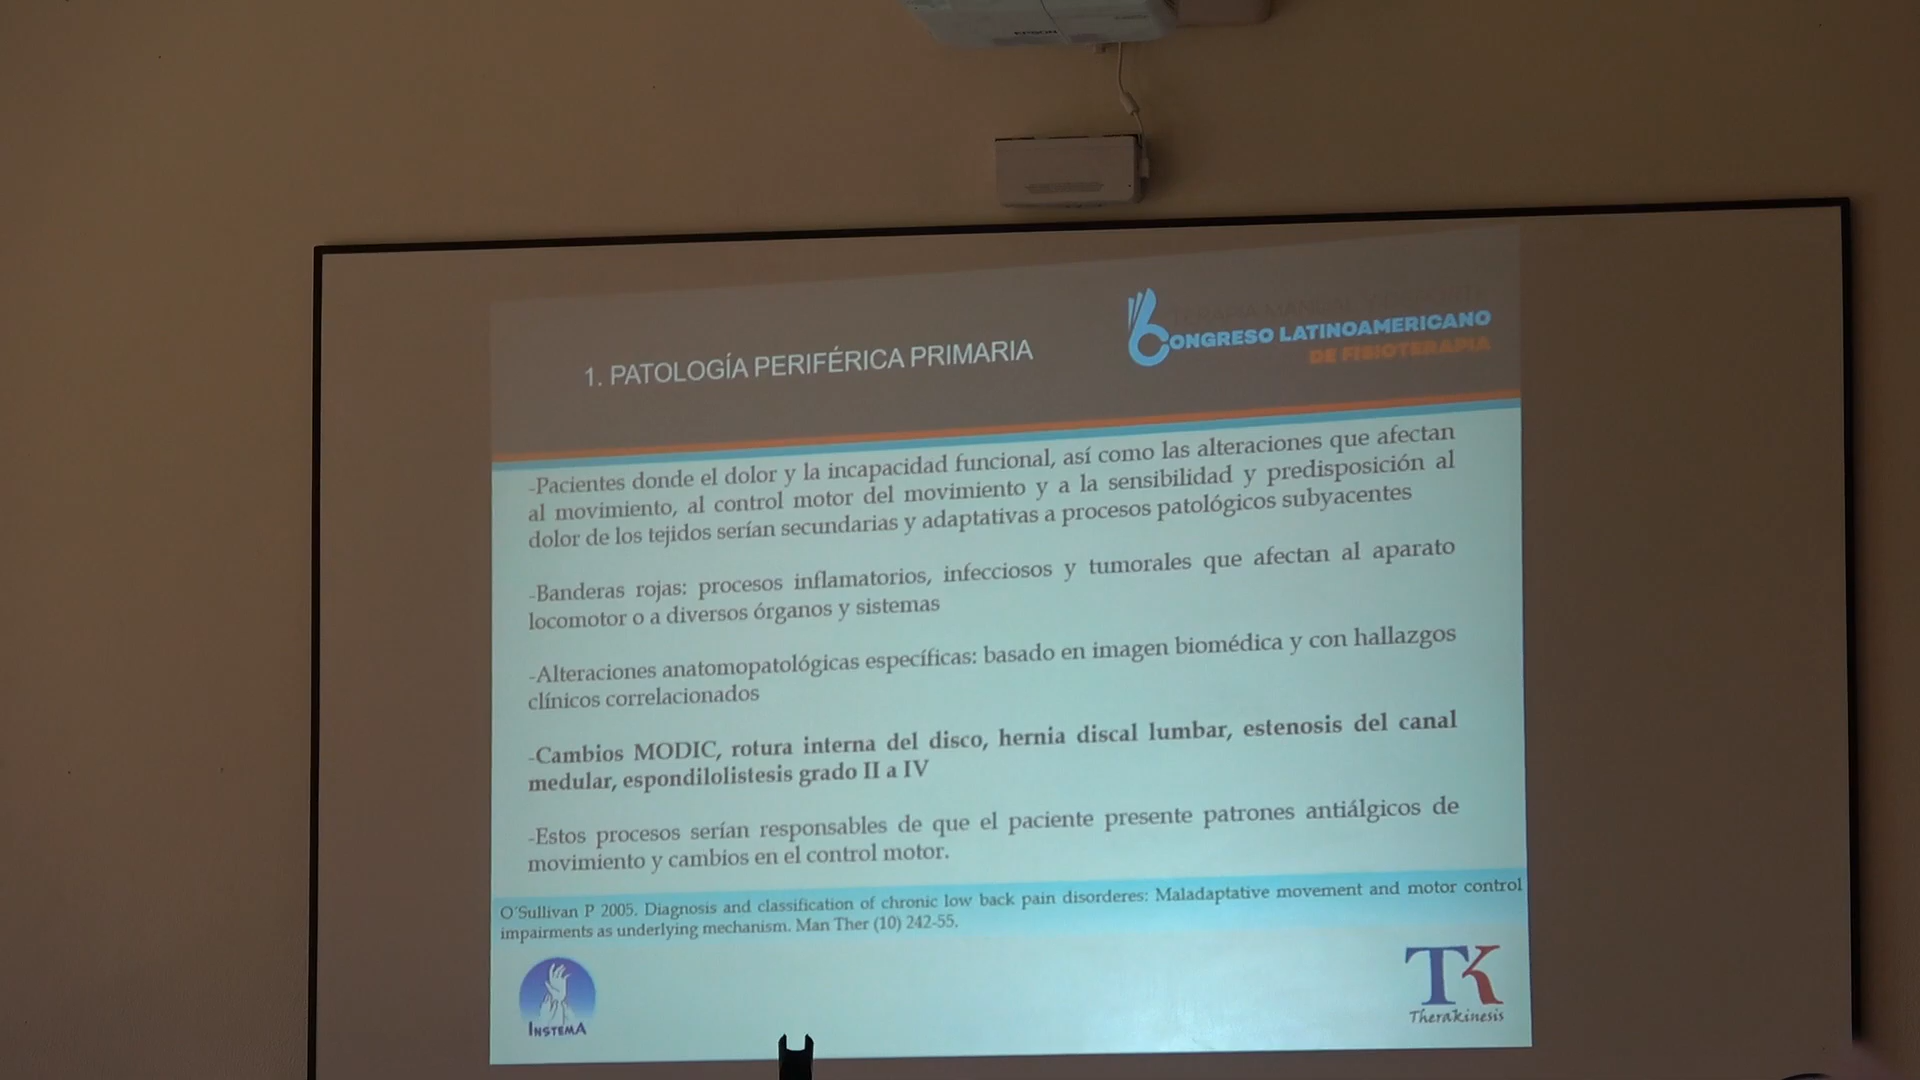 EPSON
1. PATOLOGÍA PERIFÉRICA PRIMARIA
TERAPIA MANUAL
6 CONGRESO LATINOAMERICANO
DE FISIOTERAPIA
-Pacientes donde el dolor y la incapacidad funcional, así como las alteraciones que afectan
al movimiento, al control motor del movimiento y a la sensibilidad y predisposición al
dolor de los tejidos serían secundarias y adaptativas a procesos patológicos subyacentes
-Banderas rojas: procesos inflamatorios, infecciosos y tumorales que afectan al aparato
locomotor o a diversos órganos y sistemas
-Alteraciones anatomopatológicas específicas: basado en imagen biomédica y con hallazgos
clínicos correlacionados
-Cambios MODIC, rotura interna del disco, hernia discal lumbar, estenosis del canal
medular, espondilolistesis grado II a IV
-Estos procesos serían responsables de que el paciente presente patrones antiálgicos de
movimiento y cambios en el control motor.
O´Sullivan P 2005. Diagnosis and classification of chronic low back pain disorderes: Maladaptative movement and motor control
impairments as underlying mechanism. Man Ther (10) 242-55.
INSTEMA
TK
Therakinesis